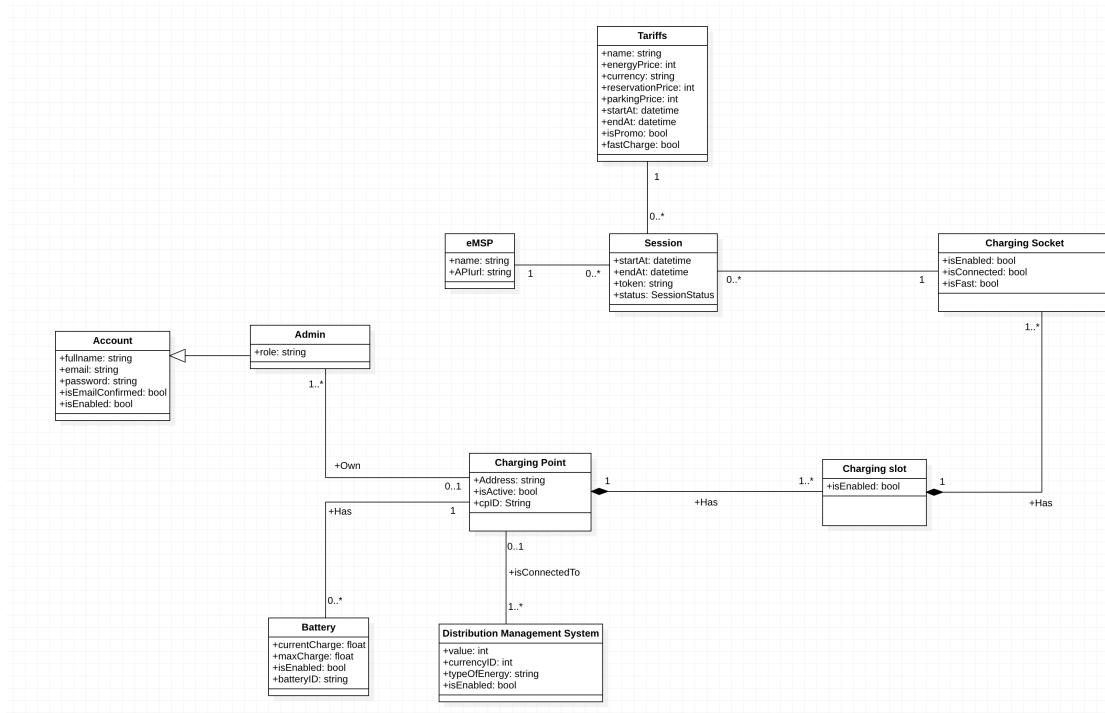 Tariffs
+name: string
+energyPrice: int
+currency: string
+reservationPrice: int
+parkingPrice: int
+startAt: datetime
+endAt: datetime
+isPromo: bool
+fastCharge: bool
1
0..*
eMSP
+name: string
+APIurl: string
1
0..*
Session
+startAt: datetime
+endAt: datetime
+token: string
+status: SessionStatus
0..*
1
Charging Socket
+isEnabled: bool
+isConnected: bool
+isFast: bool
1..*
Account
+fullname: string
+email: string
+password: string
+isEmailConfirmed: bool
+isEnabled: bool
Admin
+role: string
1..*
+Own
0..1
Charging Point
+Address: string
+isActive: bool
+cpID: String
1
+Has
1..*
Charging slot
+isEnabled: bool
1
+Has
+Has
1
0..*
0..1
+isConnectedTo
1..*
Battery
+currentCharge: float
+maxCharge: float
+isEnabled: bool
+batteryID: string
Distribution Management System
+value: int
+currencyID: int
+typeOfEnergy: string
+isEnabled: bool